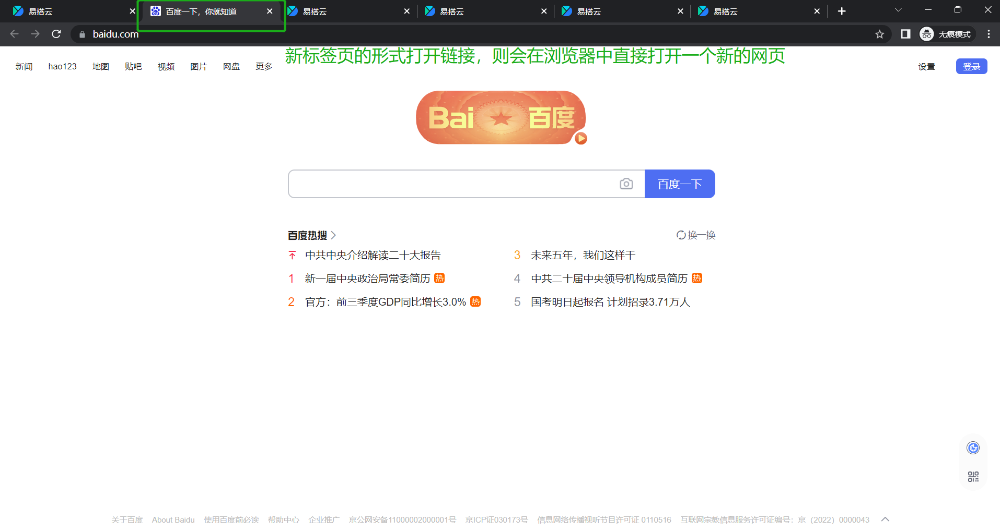 易搭云 百度一下，你就知道 易搭云 易搭云 易搭云 易搭云
baidu.com 无痕模式
新标签页的形式打开链接，则会在浏览器中直接打开一个新的网页
新闻 hao123 地图 贴吧 视频 图片 网盘 更多 设置 登录
Bai 百度
百度一下
百度热搜 换一换
中共中央介绍解读二十大报告
1 新一届中央政治局常委简历 热
2 官方：前三季度GDP同比增长3.0% 热
3 未来五年，我们这样干
4 中共二十届中央领导机构成员简历 热
5 国考明日起报名 计划招录3.71万人
关于百度 About Baidu 使用百度前必读 帮助中心 企业推广 京公网安备11000002000001号 京ICP证030173号 信息网络传播视听节目许可证 0110516 互联网宗教信息服务许可证编号：京（2022）0000043